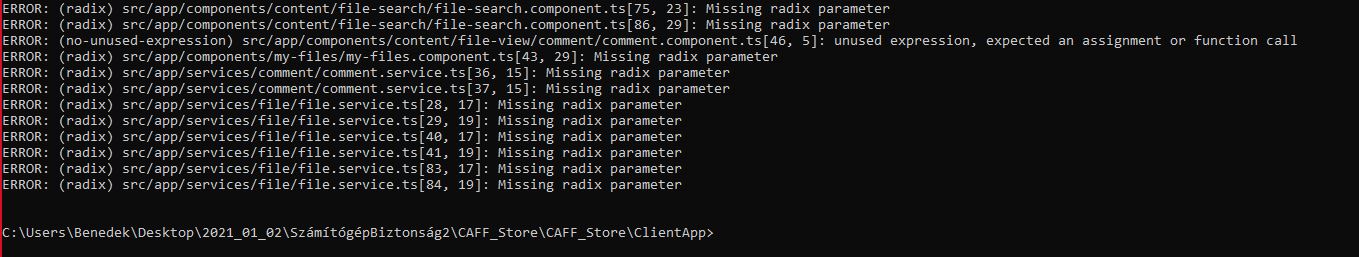 ERROR: (radix) src/app/components/content/file-search/file-search.component.ts[75, 23]: Missing radix parameter
ERROR: (radix) src/app/components/content/file-search/file-search.component.ts[86, 29]: Missing radix parameter
ERROR: (no-unused-expression) src/app/components/content/file-view/comment/comment.component.ts[46, 5]: unused expression, expected an assignment or function call
ERROR: (radix) src/app/components/my-files/my-files.component.ts[43, 29]: Missing radix parameter
ERROR: (radix) src/app/services/comment/comment.service.ts[36, 15]: Missing radix parameter
ERROR: (radix) src/app/services/comment/comment.service.ts[37, 15]: Missing radix parameter
ERROR: (radix) src/app/services/file/file.service.ts[28, 17]: Missing radix parameter
ERROR: (radix) src/app/services/file/file.service.ts[29, 19]: Missing radix parameter
ERROR: (radix) src/app/services/file/file.service.ts[40, 17]: Missing radix parameter
ERROR: (radix) src/app/services/file/file.service.ts[41, 19]: Missing radix parameter
ERROR: (radix) src/app/services/file/file.service.ts[83, 17]: Missing radix parameter
ERROR: (radix) src/app/services/file/file.service.ts[84, 19]: Missing radix parameter
C:\Users\Benedek\Desktop\2021_01_02\SzámítógépBiztonság2\CAFF_Store\CAFF_Store\ClientApp>